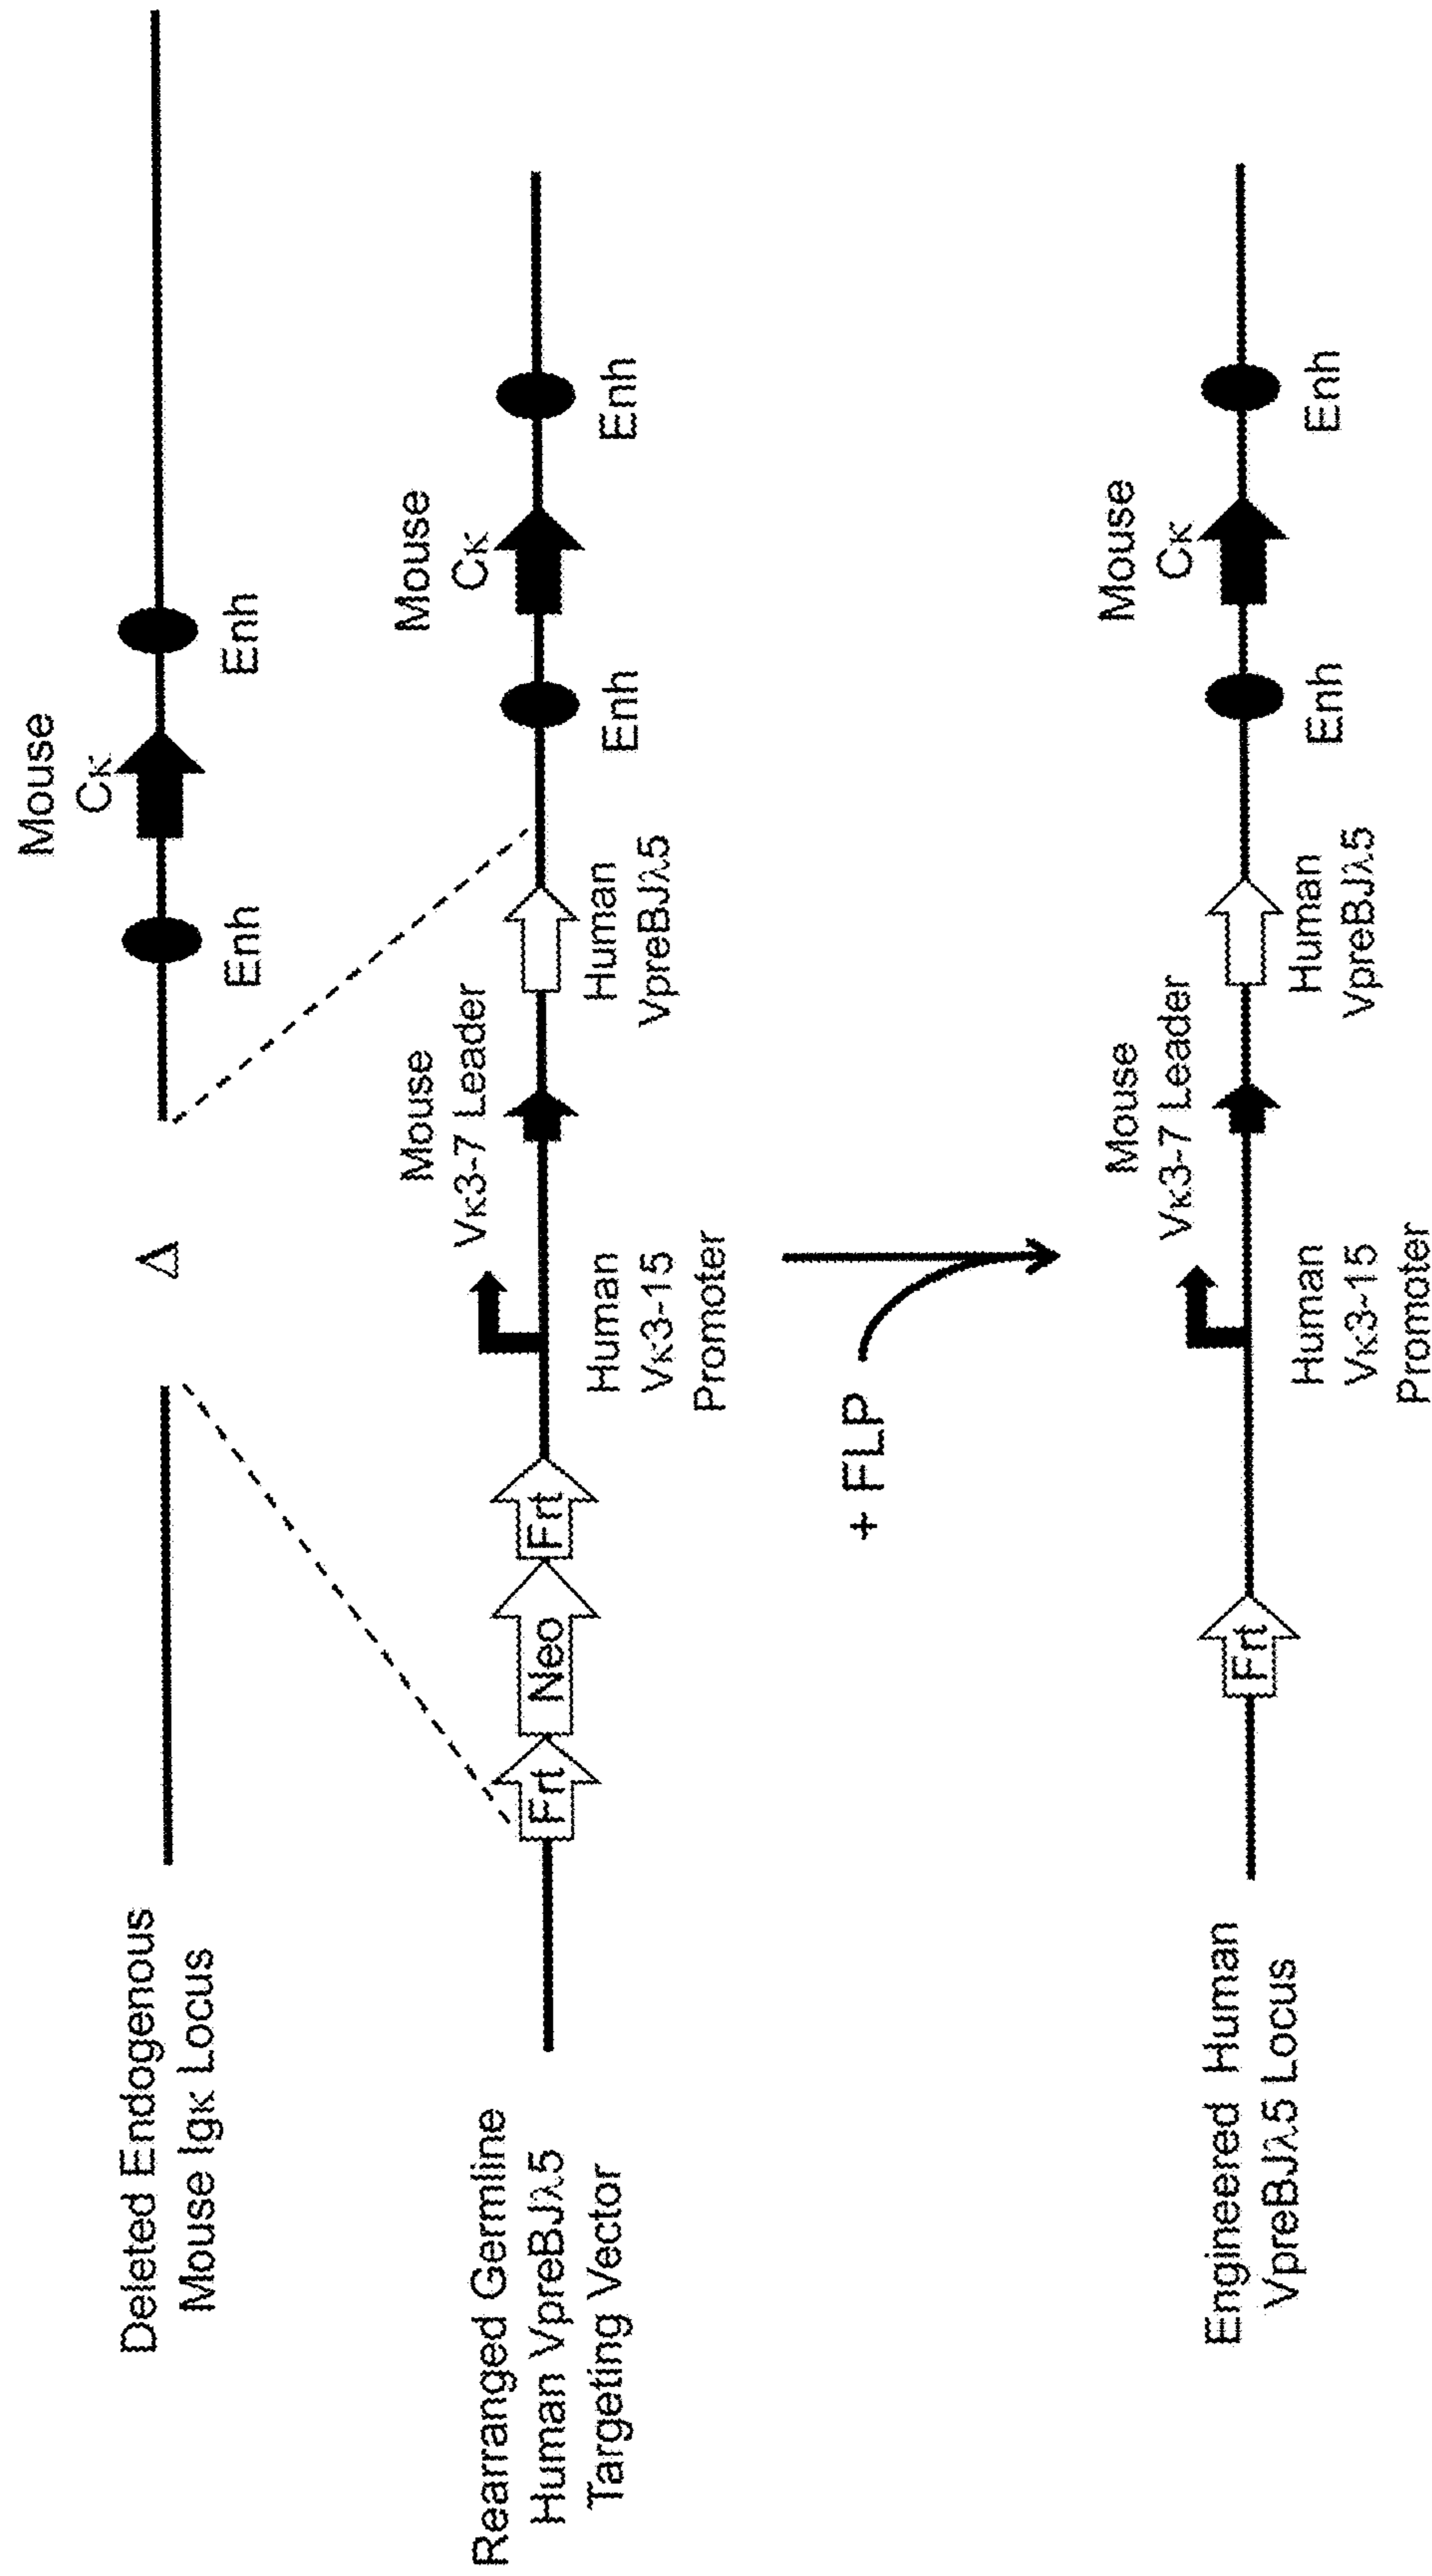 Deleted Endogenous
Mouse Igκ Locus
Δ
Enh
Mouse
Cκ
Enh
Rearranged Germline
Human VpreBJλ5
Targeting Vector
Frt
Neo
Frt
Human
Vκ3-15
Promoter
Mouse
Vκ3-7 Leader
Human
VpreBJλ5
Enh
Mouse
Cκ
Enh
+ FLP
Engineered Human
VpreBJλ5 Locus
Frt
Human
Vκ3-15
Promoter
Mouse
Vκ3-7 Leader
Human
VpreBJλ5
Enh
Mouse
Cκ
Enh